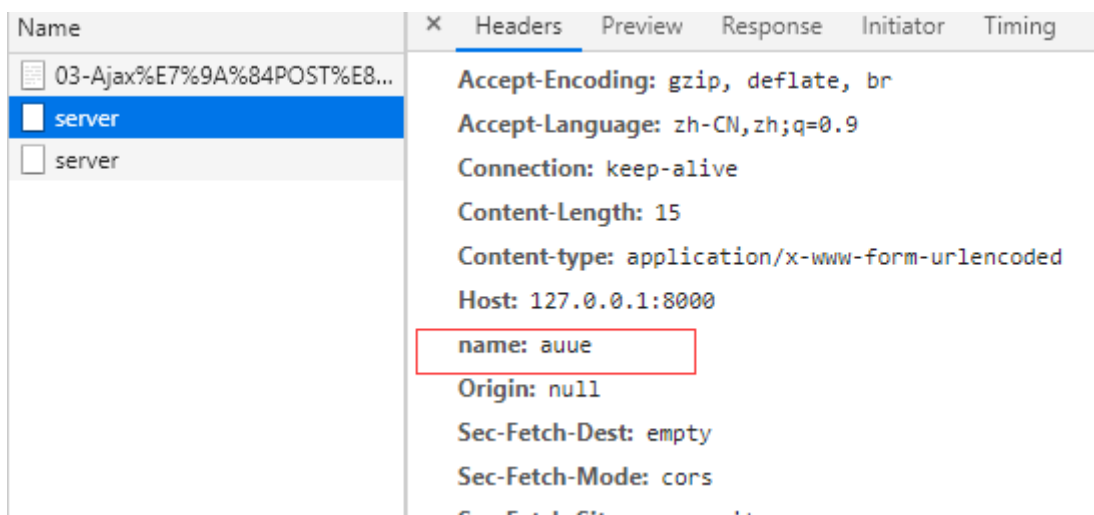 Name
× Headers Preview Response Initiator Timing
03-Ajax%E7%9A%84POST%E8...
server
server
Accept-Encoding: gzip, deflate, br
Accept-Language: zh-CN,zh;q=0.9
Connection: keep-alive
Content-Length: 15
Content-type: application/x-www-form-urlencoded
Host: 127.0.0.1:8000
name: auue
Origin: null
Sec-Fetch-Dest: empty
Sec-Fetch-Mode: cors